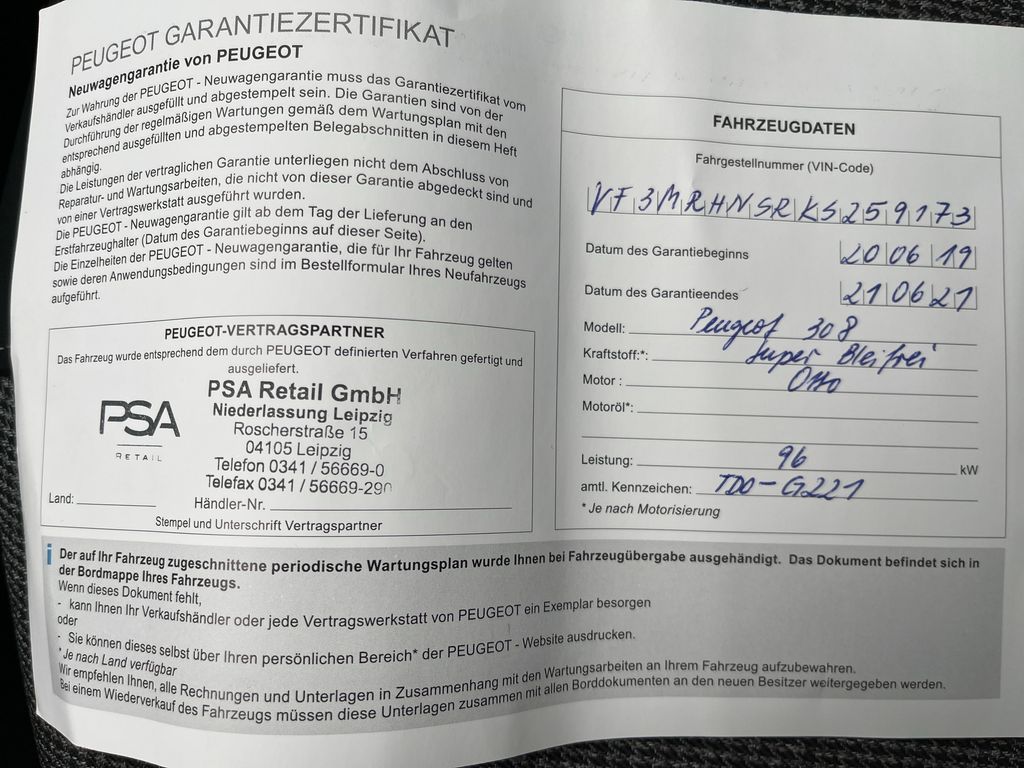 PEUGEOT GARANTIEZERTIFIKAT
Neuwagengarantie von PEUGEOT
Zur Wahrung der PEUGEOT - Neuwagengarantie muss das Garantiezertifikat vom
Verkaufshändler ausgefüllt und abgestempelt sein. Die Garantien sind von der
Durchführung der regelmäßigen Wartungen gemäß dem Wartungsplan mit den
entsprechend ausgefüllten und abgestempelten Belegabschnitten in diesem Heft
abhängig.
Die Leistungen der vertraglichen Garantie unterliegen nicht dem Abschluss von
Reparatur- und Wartungsarbeiten, die nicht von dieser Garantie abgedeckt sind und
von einer Vertragswerkstatt ausgeführt wurden.
Die PEUGEOT - Neuwagengarantie gilt ab dem Tag der Lieferung an den
Erstfahrzeughalter (Datum des Garantiebeginns auf dieser Seite).
Die Einzelheiten der PEUGEOT - Neuwagengarantie, die für Ihr Fahrzeug gelten
sowie deren Anwendungsbedingungen sind im Bestellformular Ihres Neufahrzeugs
aufgeführt.
PEUGEOT-VERTRAGSPARTNER
Das Fahrzeug wurde entsprechend dem durch PEUGEOT definierten Verfahren gefertigt und
ausgeliefert.
PSA
RETAIL
PSA Retail GmbH
Niederlassung Leipzig
Roscherstraße 15
04105 Leipzig
Telefon 0341 / 56669-0
Telefax 0341 / 56669-290
Land:
Händler-Nr.
Stempel und Unterschrift Vertragspartner
FAHRZEUGDATEN
Fahrgestellnummer (VIN-Code)
VF3MRHNSRKS259173
Datum des Garantiebeginns 20 06 19
Datum des Garantieendes 21 06 21
Modell: Peugeot 308
Kraftstoff:*: Super Bleifrei
Motor : Otto
Motoröl*:
Leistung: 96 kW
amtl. Kennzeichen: TDO-G221
* Je nach Motorisierung
i Der auf Ihr Fahrzeug zugeschnittene periodische Wartungsplan wurde Ihnen bei Fahrzeugübergabe ausgehändigt. Das Dokument befindet sich in
der Bordmappe Ihres Fahrzeugs.
Wenn dieses Dokument fehlt,
- kann Ihnen Ihr Verkaufshändler oder jede Vertragswerkstatt von PEUGEOT ein Exemplar besorgen
oder
- Sie können dieses selbst über Ihren persönlichen Bereich* der PEUGEOT - Website ausdrucken.
* Je nach Land verfügbar
Wir empfehlen Ihnen, alle Rechnungen und Unterlagen in Zusammenhang mit den Wartungsarbeiten an Ihrem Fahrzeug aufzubewahren.
Bei einem Wiederverkauf des Fahrzeugs müssen diese Unterlagen zusammen mit allen Borddokumenten an den neuen Besitzer weitergegeben werden.